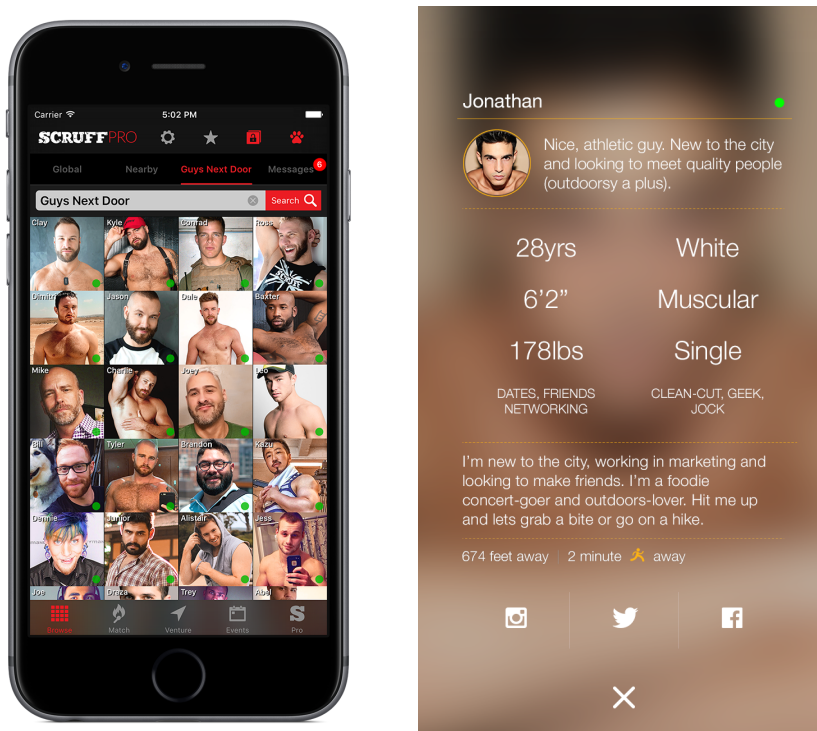 Carrier
5:02 PM
SCRUFF PRO
Global
Nearby
Guys Next Door
Messages
6
Guys Next Door
Search
Clay
Kyle
Conrad
Ross
Dimitri
Jason
Dale
Baxter
Mike
Charlie
Joey
Leo
Bill
Tyler
Brandon
Kazu
Dennie
Junior
Alistair
Jess
Joe
Draza
Trey
Abel
Browse
Match
Venture
Events
S
Pro
Jonathan
Nice, athletic guy. New to the city
and looking to meet quality people
(outdoorsy a plus).
28yrs
White
6’2”
Muscular
178lbs
Single
DATES, FRIENDS
NETWORKING
CLEAN-CUT, GEEK,
JOCK
I’m new to the city, working in marketing and
looking to make friends. I’m a foodie
concert-goer and outdoors-lover. Hit me up
and lets grab a bite or go on a hike.
674 feet away
2 minute
away